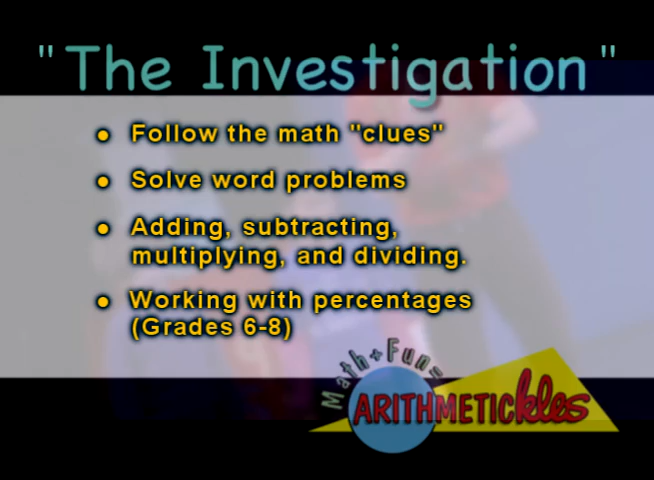 "The Investigation"
• Follow the math "clues"
• Solve word problems
• Adding, subtracting,
multiplying, and dividing.
• Working with percentages
(Grades 6-8)
Math+Fun=
ARITHMETICkles